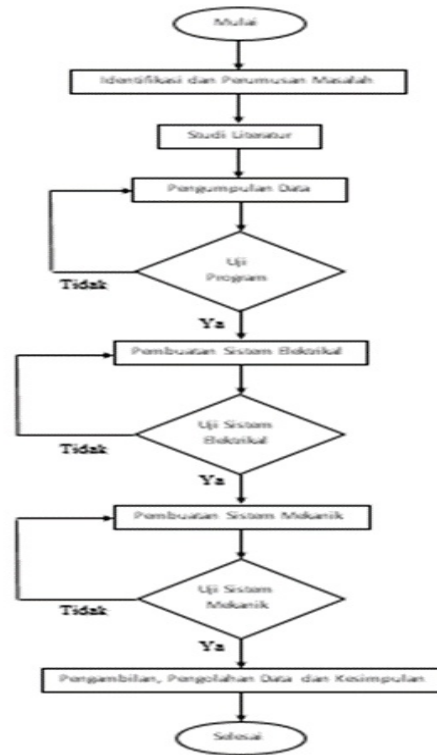 Mulai
Identifikasi dan Perumusan Masalah
Studi Literatur
Pengumpulan Data
Uji
Program
Tidak
Ya
Pembuatan Sistem Elektrikal
Uji Sistem
Elektrikal
Tidak
Ya
Pembuatan Sistem Mekanik
Uji Sistem
Mekanik
Tidak
Ya
Pengambilan, Pengolahan Data dan Kesimpulan
Selesai